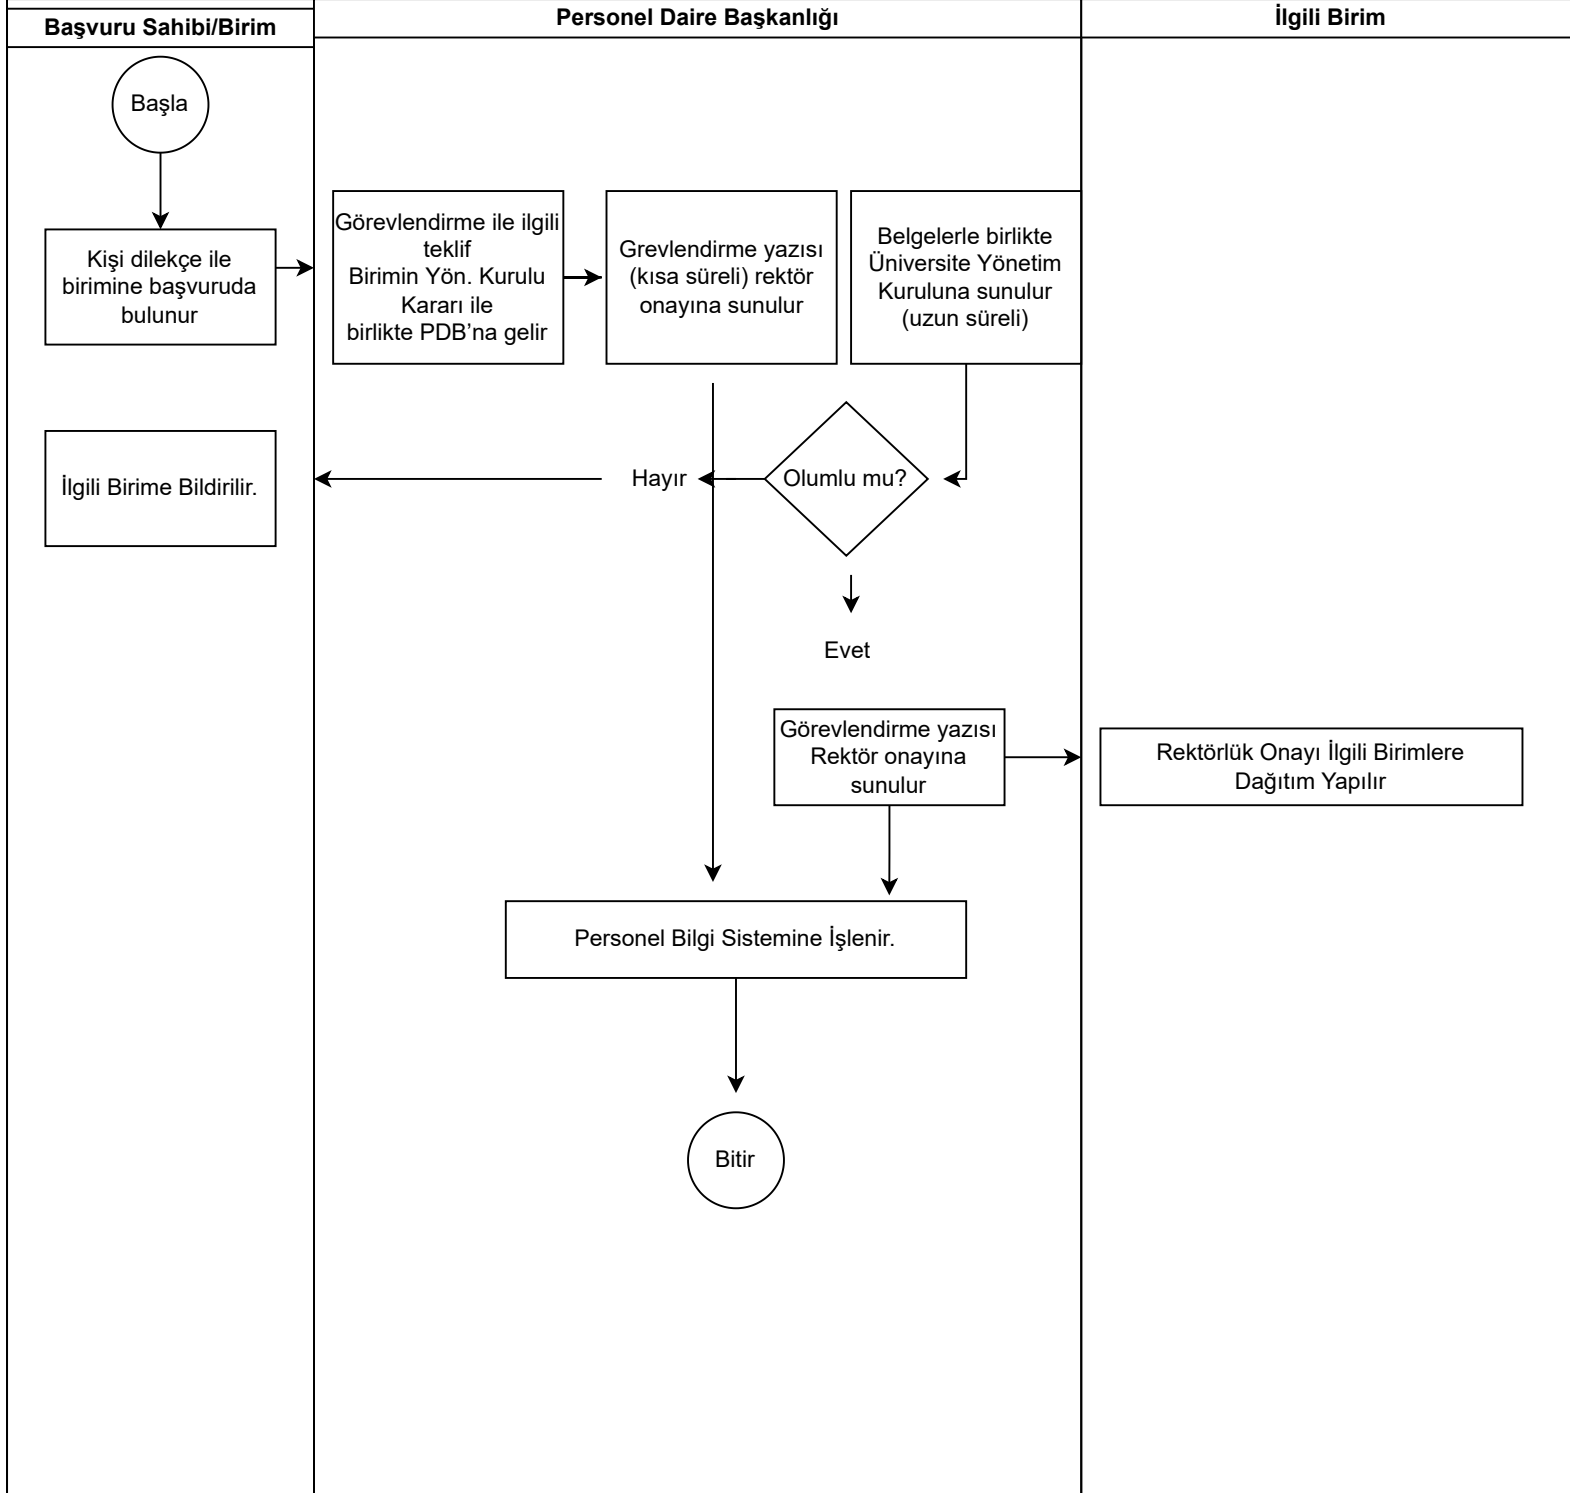 Başvuru Sahibi/Birim
Personel Daire Başkanlığı
İlgili Birim
Başla
Kişi dilekçe ile
birimine başvuruda
bulunur
Görevlendirme ile ilgili
teklif
Birimin Yön. Kurulu
Kararı ile
birlikte PDB’na gelir
Grevlendirme yazısı
(kısa süreli) rektör
onayına sunulur
Belgelerle birlikte
Üniversite Yönetim
Kuruluna sunulur
(uzun süreli)
İlgili Birime Bildirilir.
Hayır
Olumlu mu?
Evet
Görevlendirme yazısı
Rektör onayına
sunulur
Rektörlük Onayı İlgili Birimlere
Dağıtım Yapılır
Personel Bilgi Sistemine İşlenir.
Bitir